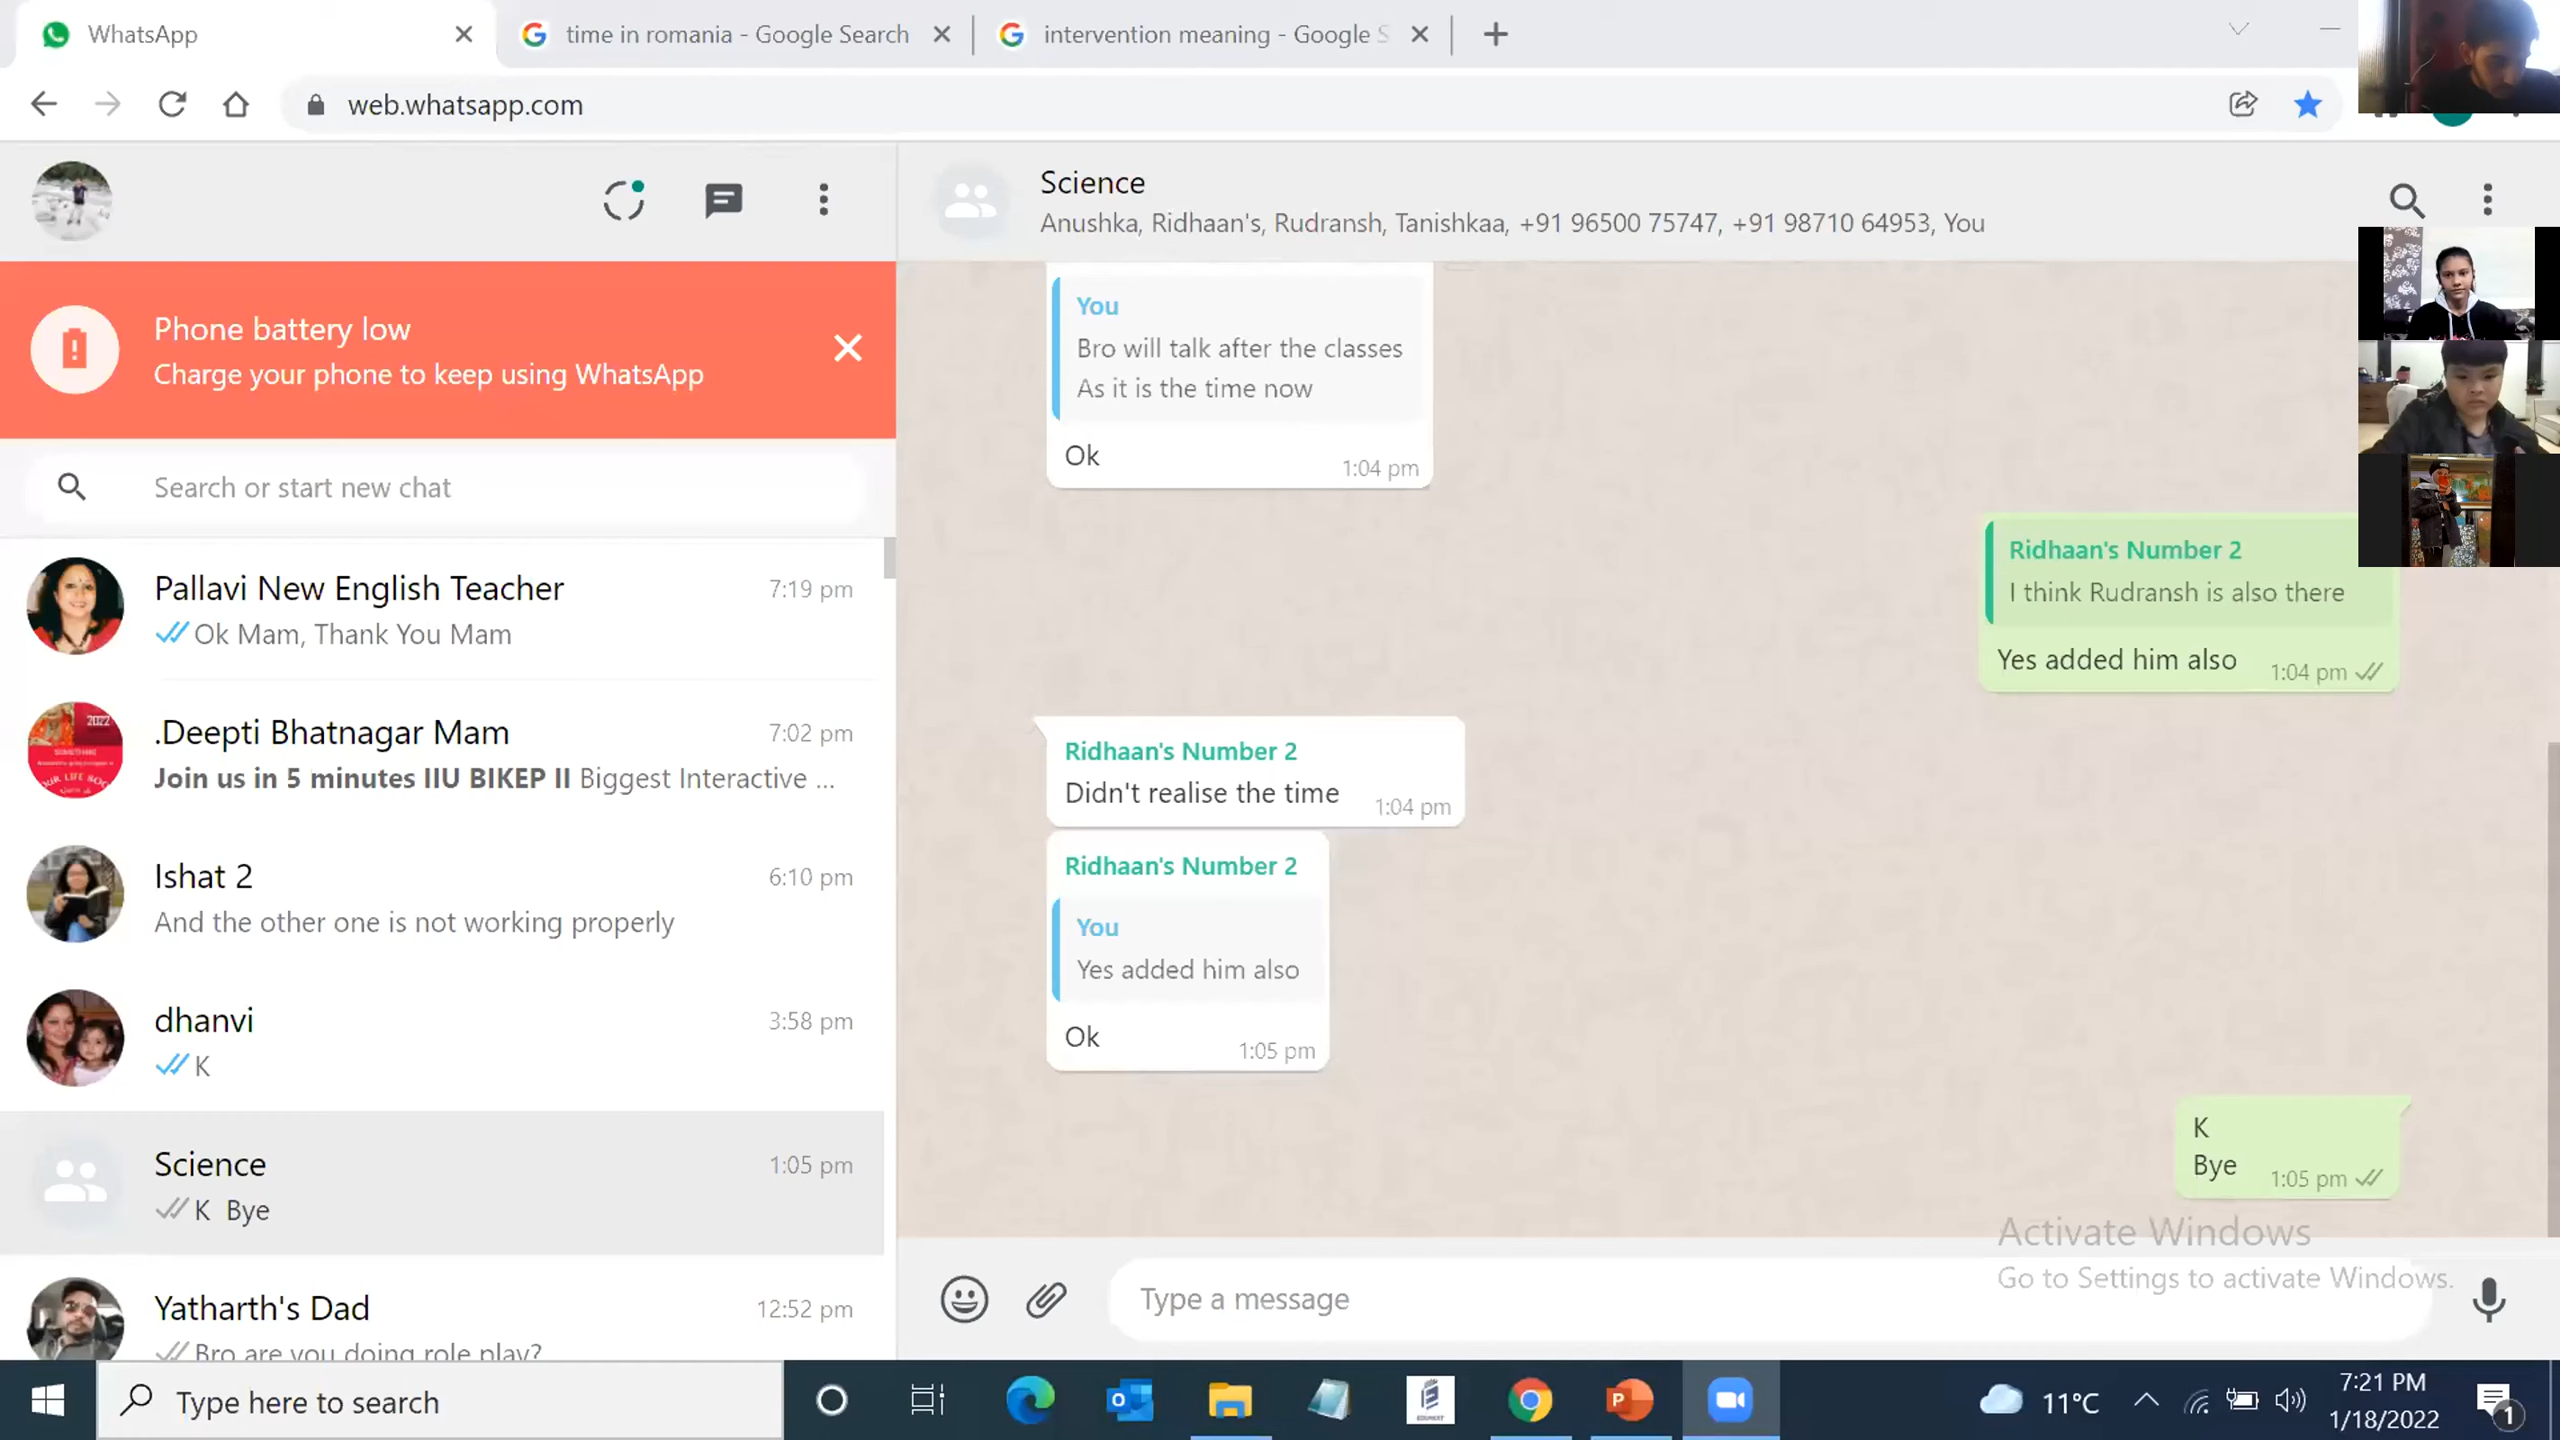 WhatsApp
time in romania - Google Search
intervention meaning - Google S
web.whatsapp.com
Science
Anushka, Ridhaan's, Rudransh, Tanishkaa, +91 96500 75747, +91 98710 64953, You
Phone battery low
Charge your phone to keep using WhatsApp
Search or start new chat
Pallavi New English Teacher
7:19 pm
Ok Mam, Thank You Mam
2022
.Deepti Bhatnagar Mam
7:02 pm
Join us in 5 minutes IIU BIKEP II Biggest Interactive ...
Ishat 2
6:10 pm
And the other one is not working properly
dhanvi
3:58 pm
K
Science
1:05 pm
K Bye
Yatharth's Dad
12:52 pm
Bro are you doing role play?
You
Bro will talk after the classes
As it is the time now
Ok
1:04 pm
Ridhaan's Number 2
I think Rudransh is also there
Yes added him also
1:04 pm
Ridhaan's Number 2
Didn't realise the time
1:04 pm
Ridhaan's Number 2
You
Yes added him also
Ok
1:05 pm
K
Bye
1:05 pm
Activate Windows
Go to Settings to activate Windows.
Type a message
Type here to search
11°C
7:21 PM
1/18/2022
1